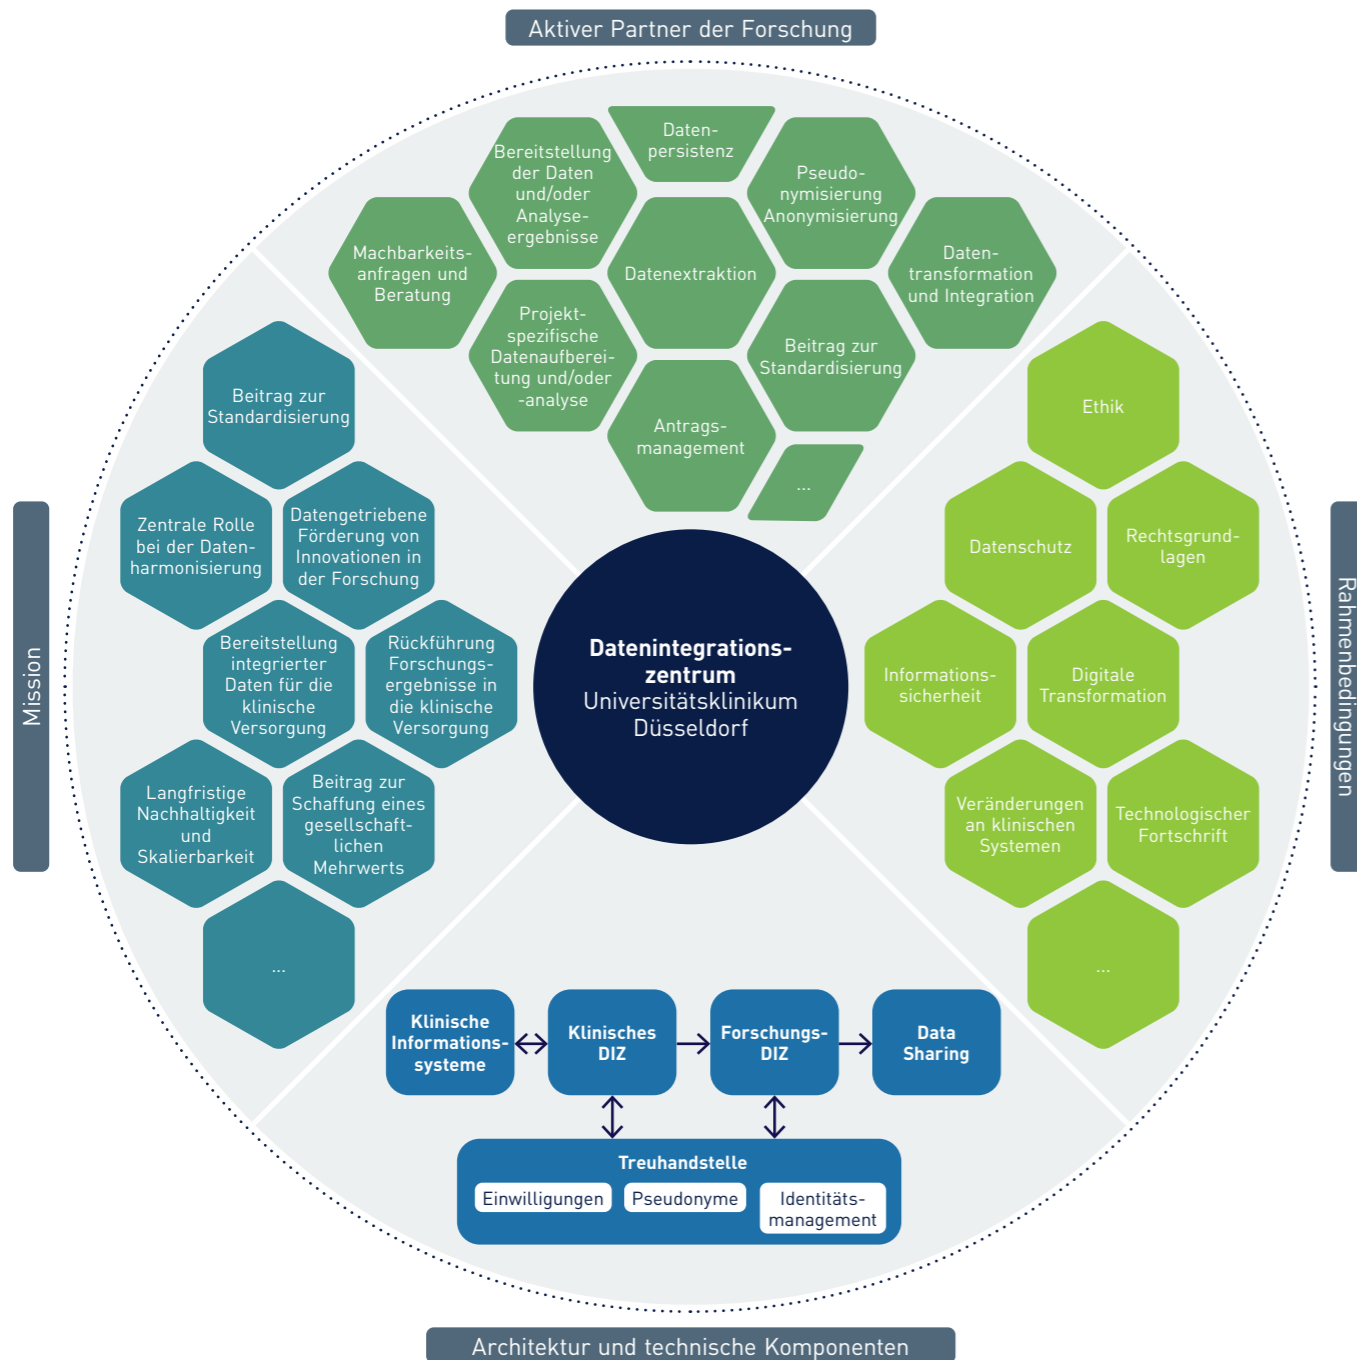 Aktiver Partner der Forschung
Daten-
persistenz
Bereitstellung
der Daten
und/oder
Analyse-
ergebnisse
Pseudo-
nymisierung
Anonymisierung
Machbarkeits-
anfragen und
Beratung
Datenextraktion
Daten-
transformation
und Integration
Projekt-
spezifische
Datenaufberei-
tung und/oder
-analyse
Beitrag zur
Standardisierung
Antrags-
management
...
Mission
Beitrag zur
Standardisierung
Zentrale Rolle
bei der Daten-
harmonisierung
Datengetriebene
Förderung von
Innovationen in
der Forschung
Bereitstellung
integrierter
Daten für die
klinische
Versorgung
Rückführung
Forschungs-
ergebnisse in
die klinische
Versorgung
Langfristige
Nachhaltigkeit
und
Skalierbarkeit
Beitrag zur
Schaffung eines
gesellschaft-
lichen
Mehrwerts
...
Datenintegrations-
zentrum
Universitätsklinikum
Düsseldorf
Rahmenbedingungen
Ethik
Datenschutz
Rechtsgrund-
lagen
Informations-
sicherheit
Digitale
Transformation
Veränderungen
an klinischen
Systemen
Technologischer
Fortschrift
...
Klinische
Informations-
systeme
Klinisches
DIZ
Forschungs-
DIZ
Data
Sharing
Treuhandstelle
Einwilligungen
Pseudonyme
Identitäts-
management
Architektur und technische Komponenten